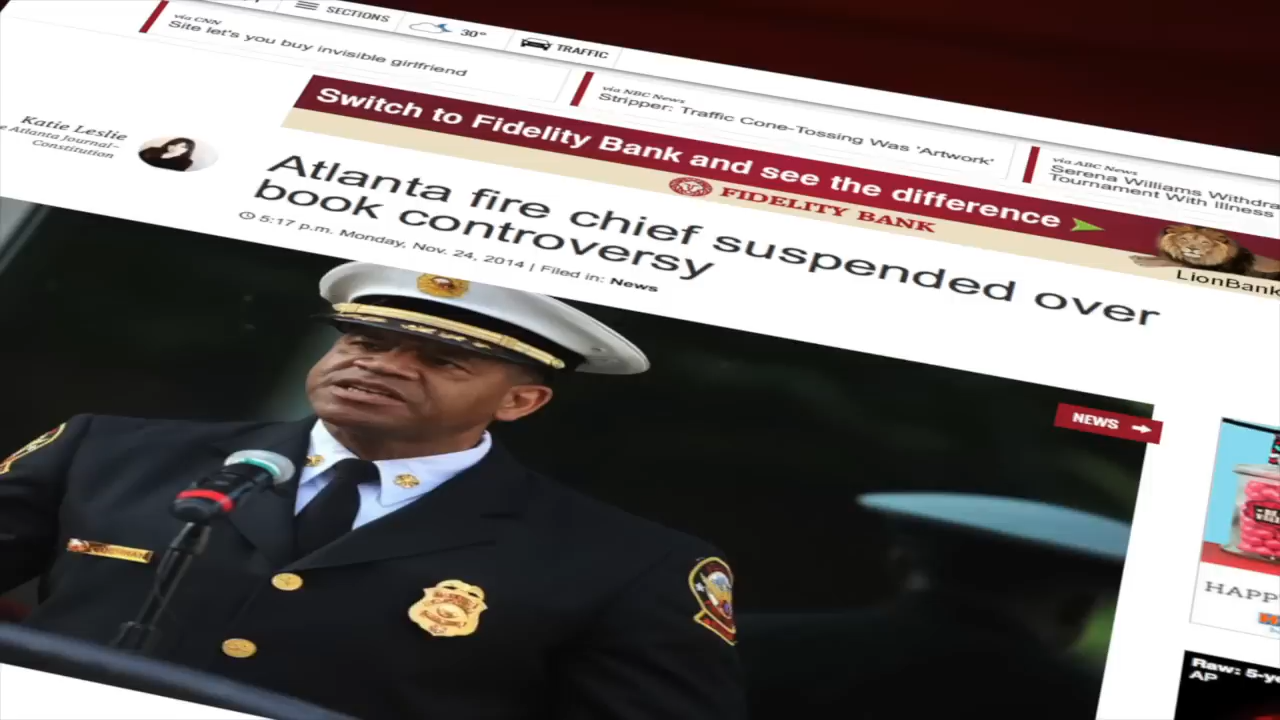 SECTIONS
30°
TRAFFIC
via CNN
Site let's you buy invisible girlfriend
via NBC News
Stripper: Traffic Cone-Tossing Was 'Artwork'
via ABC News
Serena Williams Withdra
Tournament With Illness
Switch to Fidelity Bank and see the difference
FIDELITY BANK
LionBank
Katie Leslie
e Atlanta Journal-
Constitution
Atlanta fire chief suspended over
book controversy
5:17 p.m. Monday, Nov. 24, 2014 | Filed in: News
NEWS
HAPP
Raw: 5-ye
AP